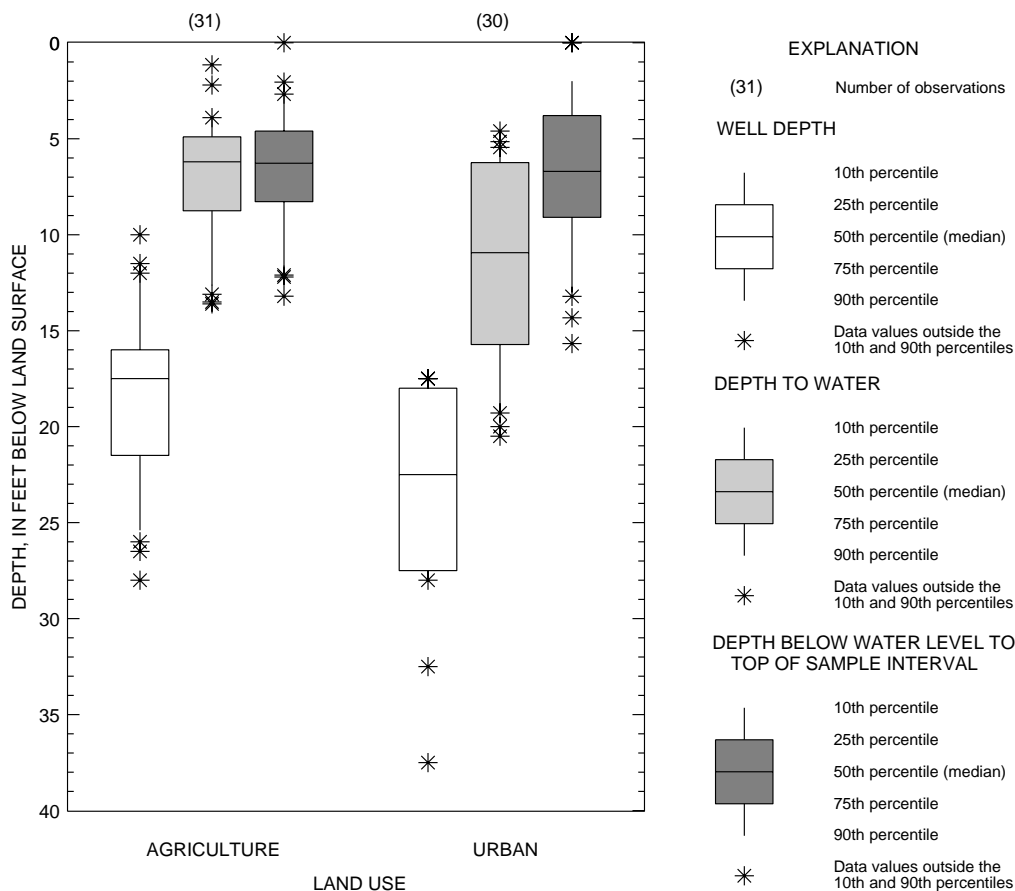 (31)
(30)
0
5
10
15
20
25
30
35
40
DEPTH, IN FEET BELOW LAND SURFACE
AGRICULTURE
URBAN
LAND USE
EXPLANATION
(31) Number of observations
WELL DEPTH
10th percentile
25th percentile
50th percentile (median)
75th percentile
90th percentile
Data values outside the
10th and 90th percentiles
DEPTH TO WATER
10th percentile
25th percentile
50th percentile (median)
75th percentile
90th percentile
Data values outside the
10th and 90th percentiles
DEPTH BELOW WATER LEVEL TO
TOP OF SAMPLE INTERVAL
10th percentile
25th percentile
50th percentile (median)
75th percentile
90th percentile
Data values outside the
10th and 90th percentiles